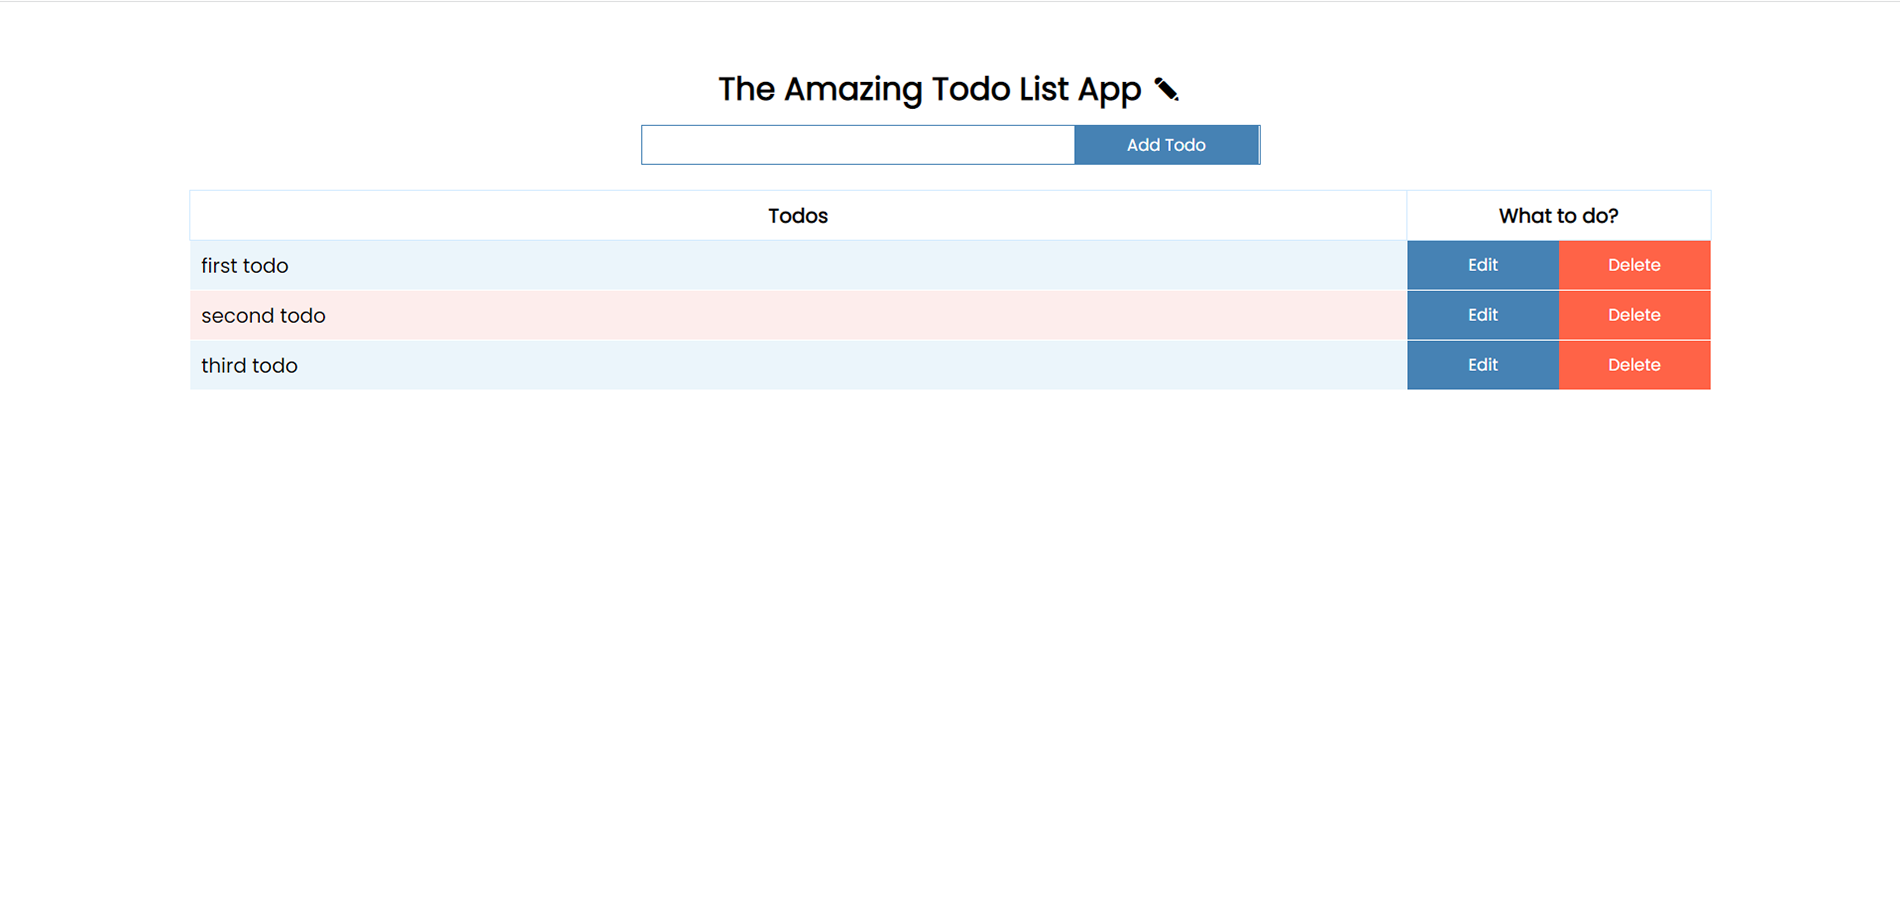 The Amazing Todo List App
Add Todo
Todos What to do?
first todo Edit Delete
second todo Edit Delete
third todo Edit Delete